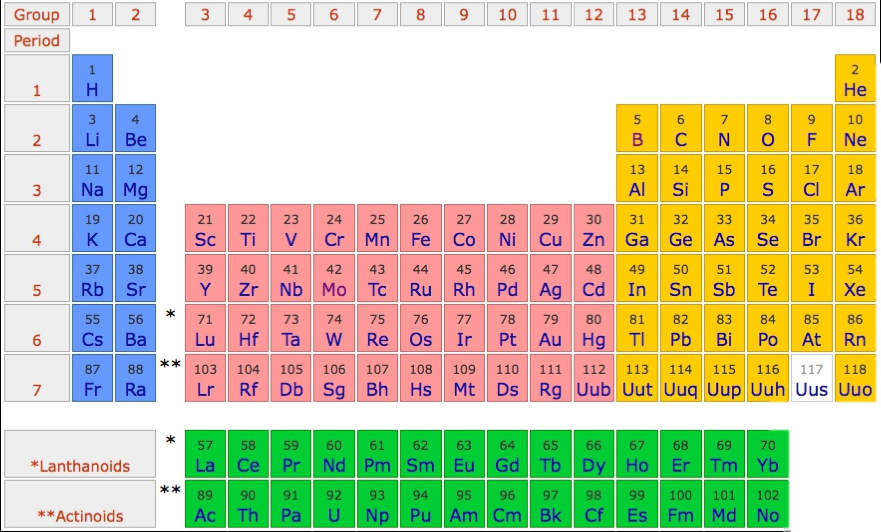 Group 1 2 3 4 5 6 7 8 9 10 11 12 13 14 15 16 17 18
Period
1 2
1 H He
3 4 5 6 7 8 9 10
2 Li Be B C N O F Ne
11 12 13 14 15 16 17 18
3 Na Mg Al Si P S Cl Ar
19 20 21 22 23 24 25 26 27 28 29 30 31 32 33 34 35 36
4 K Ca Sc Ti V Cr Mn Fe Co Ni Cu Zn Ga Ge As Se Br Kr
37 38 39 40 41 42 43 44 45 46 47 48 49 50 51 52 53 54
5 Rb Sr Y Zr Nb Mo Tc Ru Rh Pd Ag Cd In Sn Sb Te I Xe
55 56 * 71 72 73 74 75 76 77 78 79 80 81 82 83 84 85 86
6 Cs Ba Lu Hf Ta W Re Os Ir Pt Au Hg Tl Pb Bi Po At Rn
87 88 ** 103 104 105 106 107 108 109 110 111 112 113 114 115 116 117 118
7 Fr Ra Lr Rf Db Sg Bh Hs Mt Ds Rg Uub Uut Uuq Uup Uuh Uus Uuo
* 57 58 59 60 61 62 63 64 65 66 67 68 69 70
*Lanthanoids La Ce Pr Nd Pm Sm Eu Gd Tb Dy Ho Er Tm Yb
** 89 90 91 92 93 94 95 96 97 98 99 100 101 102
**Actinoids Ac Th Pa U Np Pu Am Cm Bk Cf Es Fm Md No